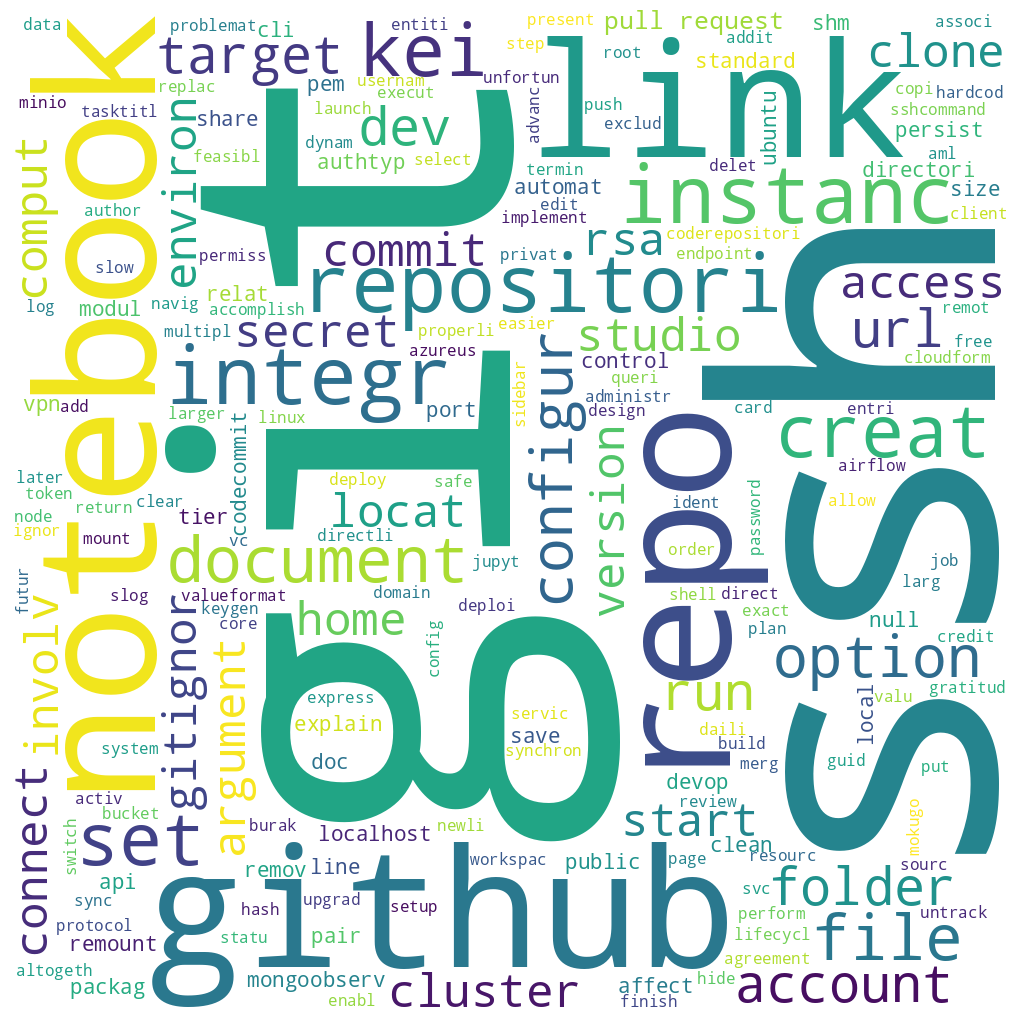 data
problemat
cli
entiti
present
pull request
shm
associ
target
kei
link
step
root
addit
standard
clone
replac
pem
usernam
unfortun
minio
tasktitl
execut
launch
advanc
push
copi
hardcod
sshcommand
share
dev
exclud
ubuntu
persist
notebook
comput
environ
git
dynam
feasibl
authtyp
select
termin
delet
aml
directori
automat
instanc
size
author
edit
implement
client
slow
permiss
commit
privat
rsa
coderepositori
endpoint
ssh
access
log
modul
navig
relat
accomplish
repositori
remot
multipl
secret
properli
easier
studio
url
free
integr
azureus
configur
control
queri
cloudform
vpn
add
larger
linux
port
sidebar
administr
design
repo
card
entri
creat
later
token
return
clear
codecommit
deploy
safe
version
airflow
node
ignor
mount
tier
vc
locat
directli
ident
password
allow
document
jupyt
order
job
futur
slog
valueformat
domain
keygen
core
home
deploi
config
shell
direct
exact
plan
larg
null
credit
involv
gitignor
argument
option
system
express
explain
doc
servic
save
synchron
run
daili
build
merg
local
valu
gratitud
guid
put
devop
review
connect
activ
bucket
set
switch
burak
localhost
newli
start
clean
mokugo
api
sync
remov
line
workspac
public
page
resourc
sourc
github
svc
folder
hash
upgrad
setup
perform
untrack
protocol
remount
statu
pair
lifecycl
file
altogeth
packag
mongoobserv
enabl
cluster
affect
finish
hide
agreement
account